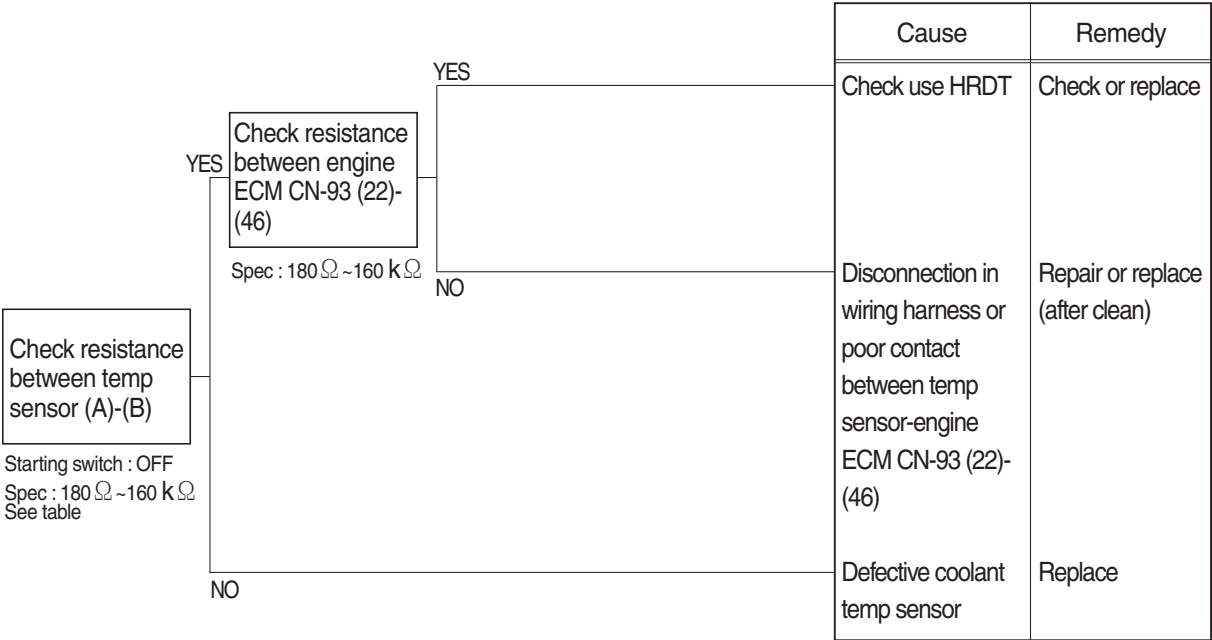 Cause
Remedy
YES
Check use HRDT
Check or replace
Check resistance
between engine
ECM CN-93 (22)-
(46)
YES
Spec : 180 Ω ~160 kΩ
NO
Disconnection in
wiring harness or
poor contact
between temp
sensor-engine
ECM CN-93 (22)-
(46)
Repair or replace
(after clean)
Check resistance
between temp
sensor (A)-(B)
Starting switch : OFF
Spec : 180 Ω ~160 kΩ
See table
NO
Defective coolant
temp sensor
Replace